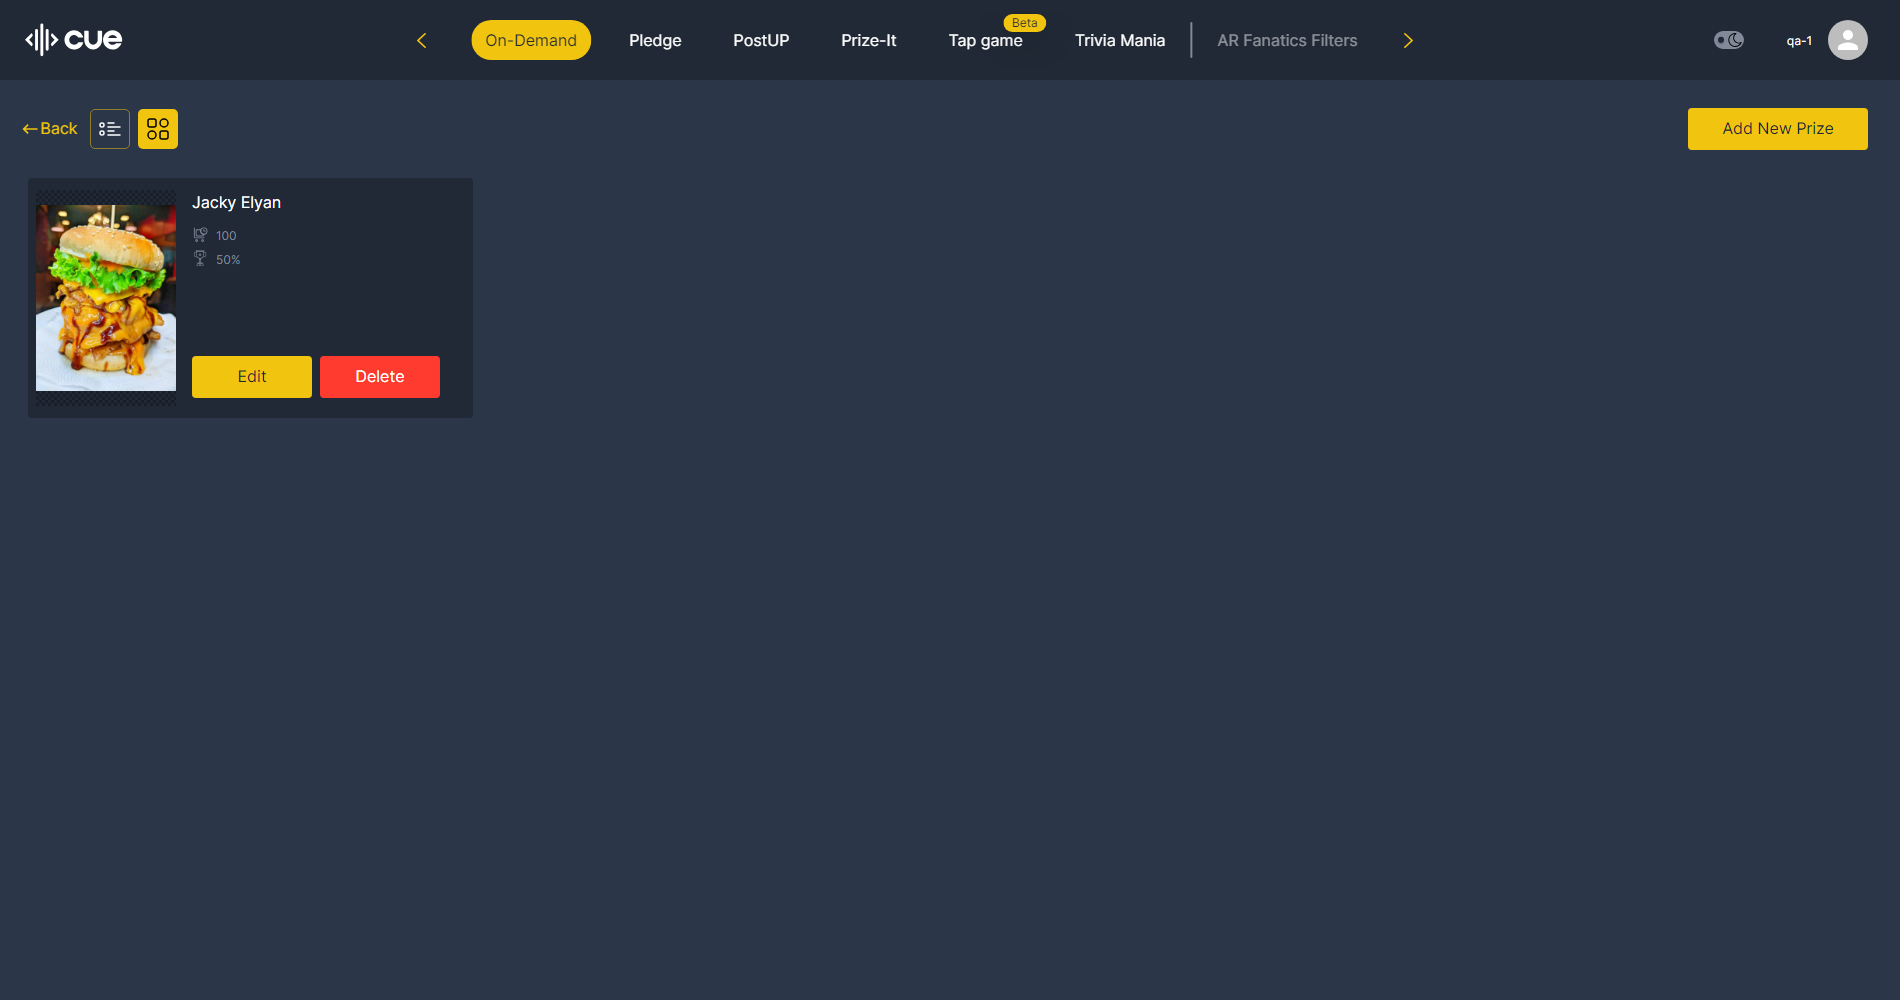 cue
On-Demand
Pledge
PostUP
Prize-It
Tap game
Beta
Trivia Mania
AR Fanatics Filters
qa-1
Back
Add New Prize
Jacky Elyan
100
50%
Edit
Delete